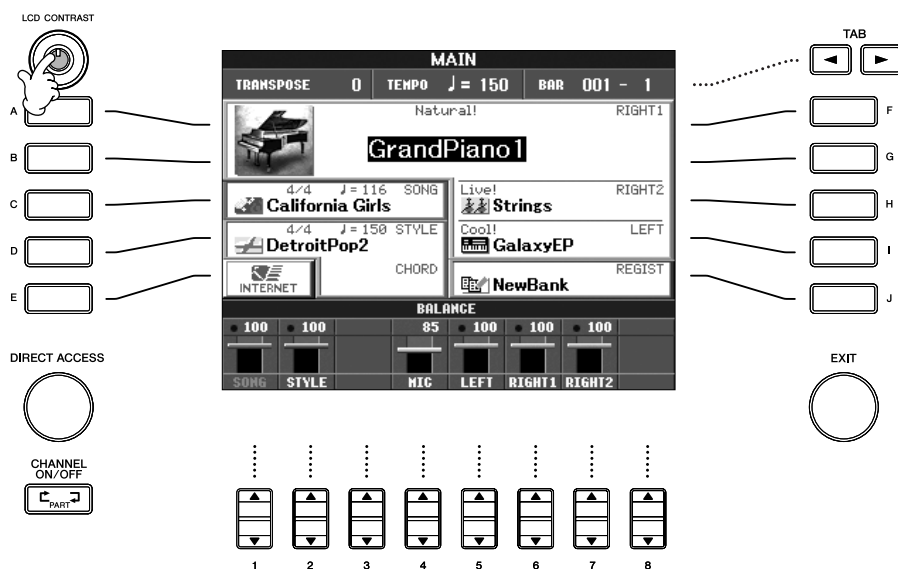 LCD CONTRAST
TAB
MAIN
TRANSPOSE 0 TEMPO ♩= 150 BAR 001 - 1
A
Natural! RIGHT1
F
GrandPiano1
B
G
4/4 ♩= 116 SONG
California Girls
Live! RIGHT2
Strings
C
H
4/4 ♩= 150 STYLE
DetroitPop2
Cool! LEFT
GalaxyEP
D
I
INTERNET
CHORD
REGIST
NewBank
E
J
BALANCE
100 100 85 100 100 100
SONG STYLE MIC LEFT RIGHT1 RIGHT2
DIRECT ACCESS
EXIT
CHANNEL
ON/OFF
PART
1 2 3 4 5 6 7 8